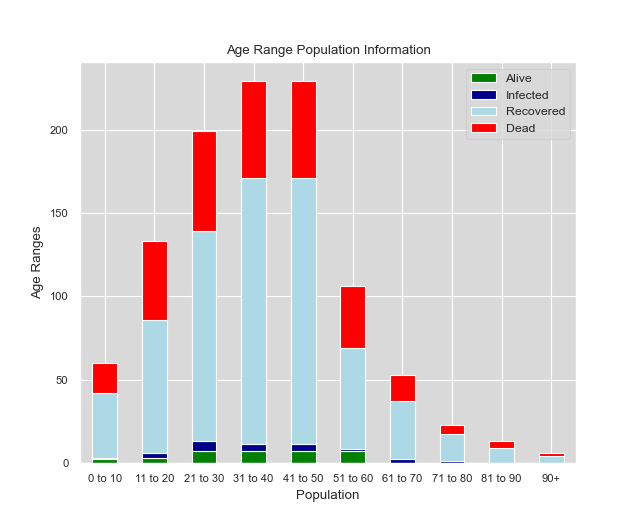 Age Range Population Information
Alive
Infected
Recovered
Dead
200
150
100
50
0
Age Ranges
0 to 10 11 to 20 21 to 30 31 to 40 41 to 50 51 to 60 61 to 70 71 to 80 81 to 90 90+
Population